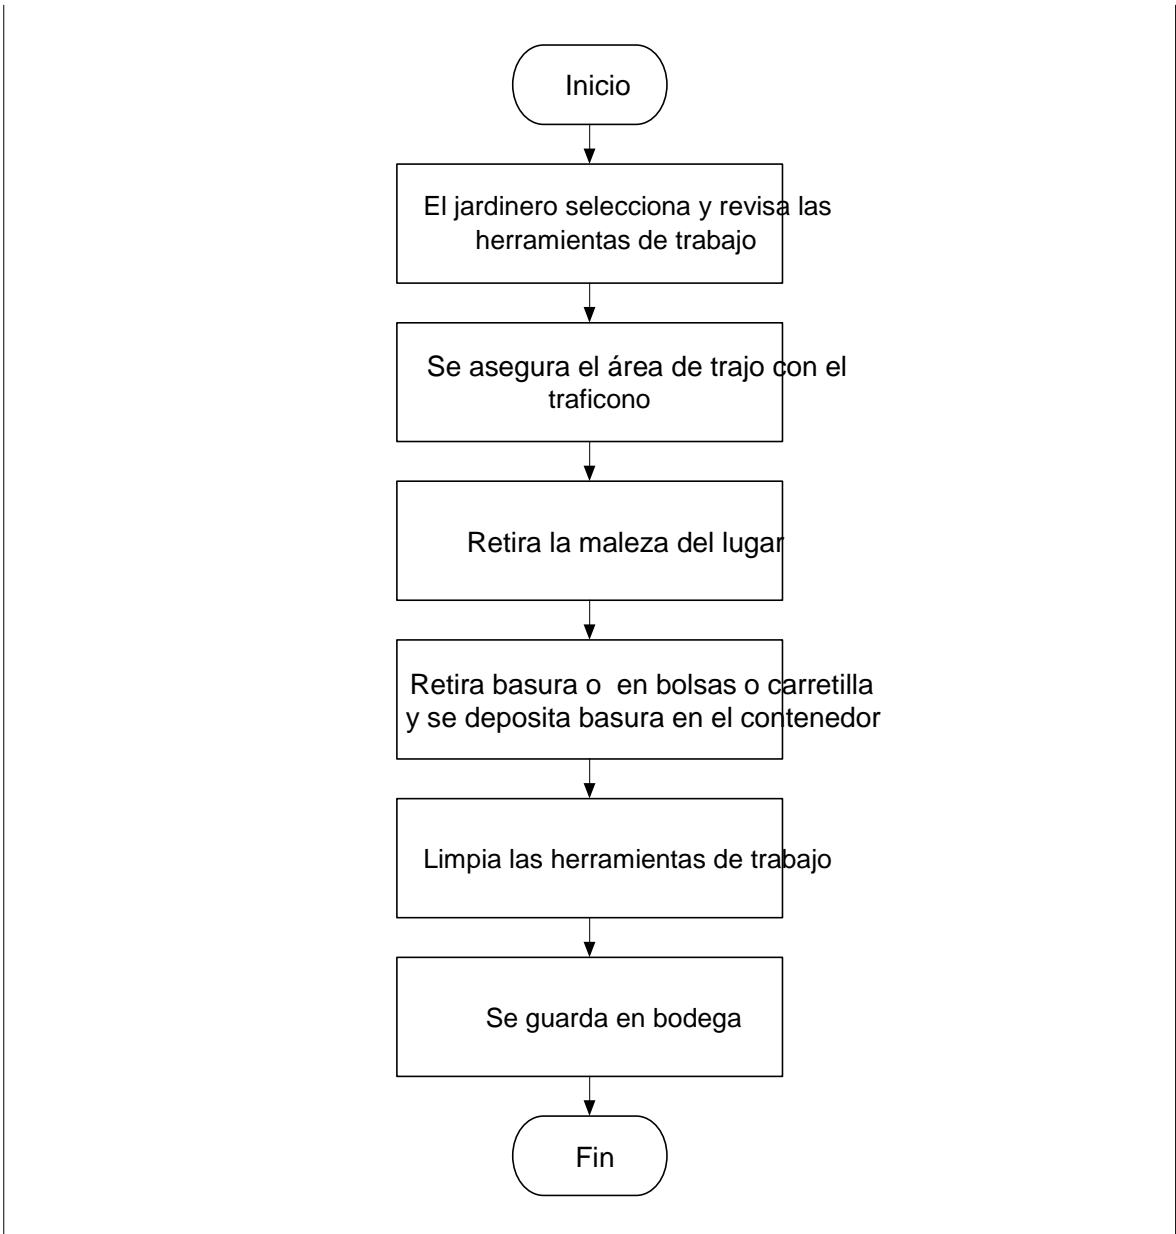 Inicio
El jardinero selecciona y revisa las
herramientas de trabajo
Se asegura el área de trajo con el
traficono
Retira la maleza del lugar
Retira basura o  en bolsas o carretilla
y se deposita basura en el contenedor
Limpia las herramientas de trabajo
Se guarda en bodega
Fin